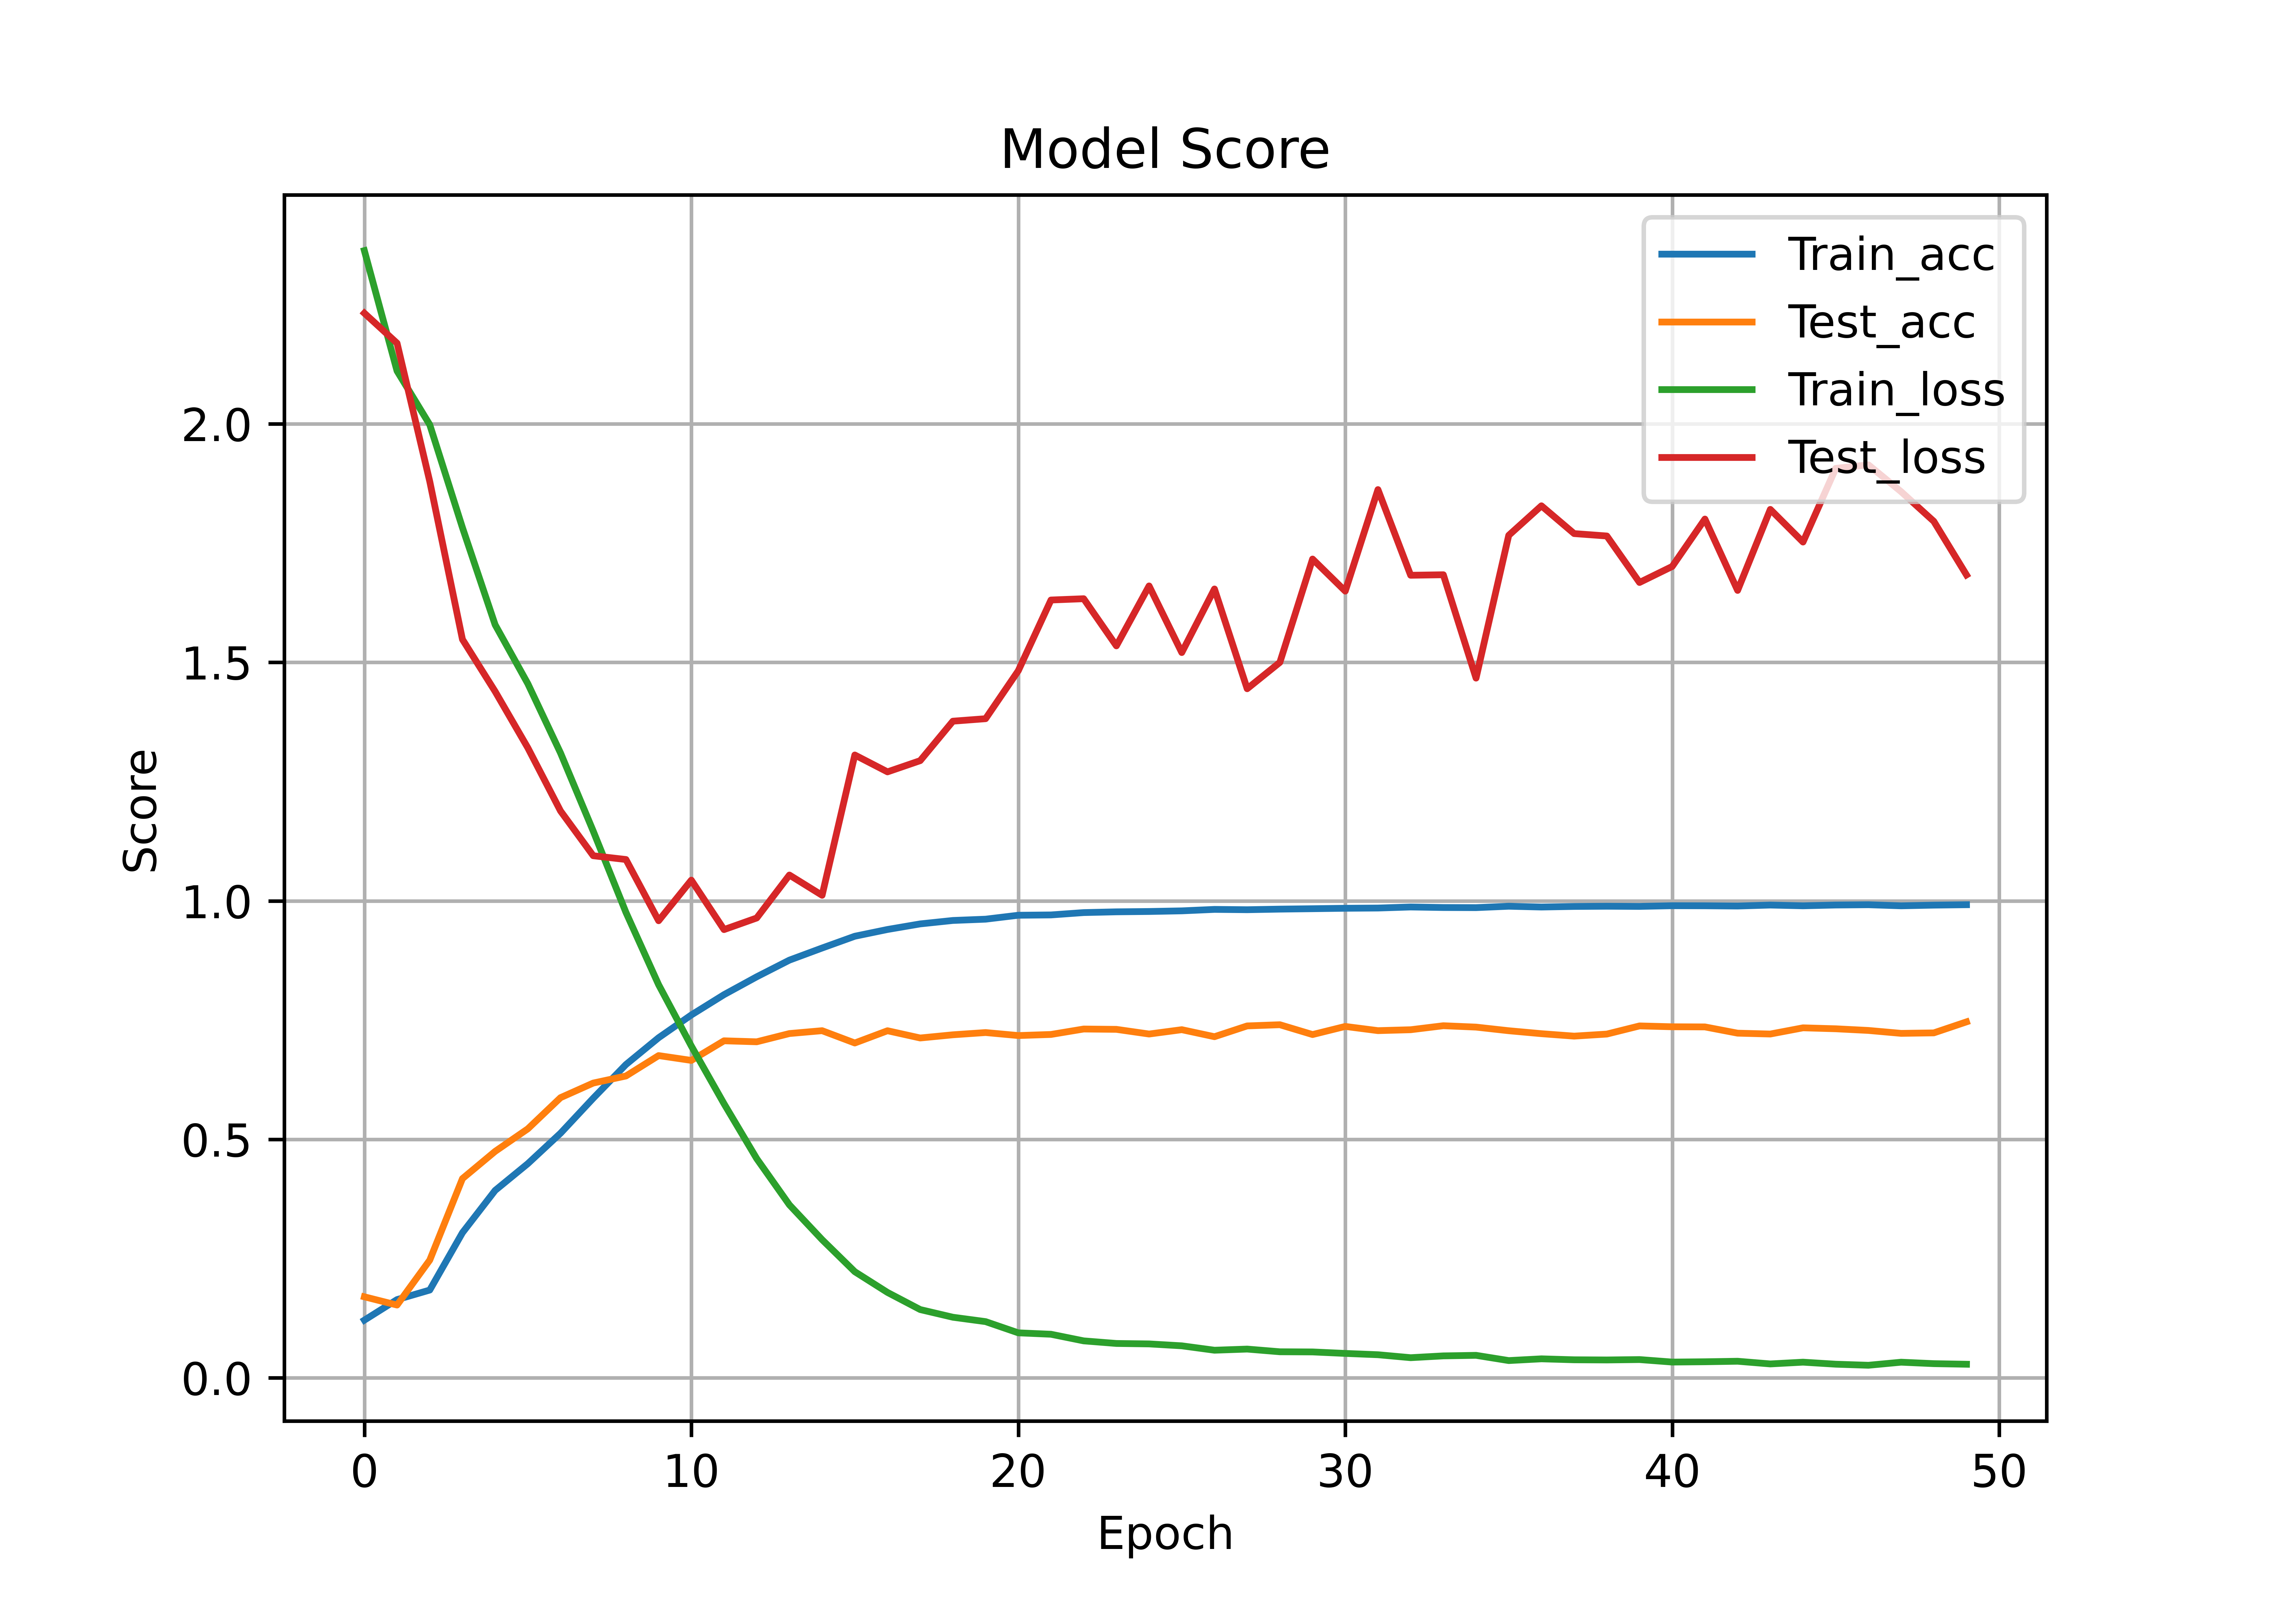 Model Score
Train_acc
Test_acc
Train_loss
Test_loss
2.0
1.5
1.0
0.5
0.0
Score
0 10 20 30 40 50
Epoch